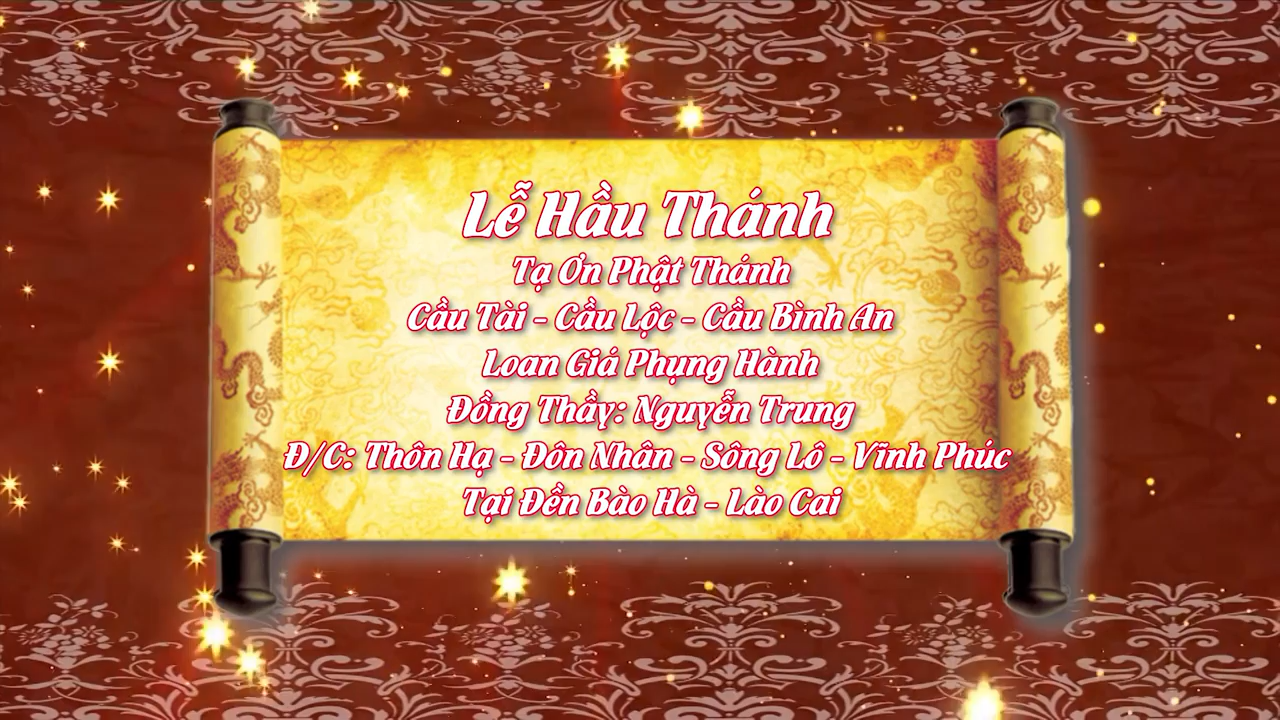 Lễ Hầu Thánh
Tạ Ơn Phật Thánh
Cầu Tài - Cầu Lộc - Cầu Bình An
Loan Giá Phụng Hành
Đồng Thầy: Nguyễn Trung
Đ/C: Thôn Hạ - Đôn Nhân - Sông Lô - Vĩnh Phúc
Tại Đền Bào Hà - Lào Cai